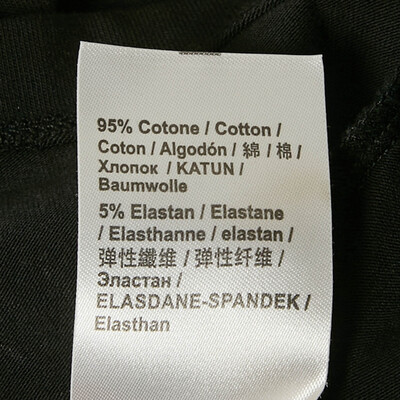 95% Cotone / Cotton /
Coton / Algodón / 綿 / 棉 /
Хлопок / KATUN /
Baumwolle
5% Elastan / Elastane
/ Elasthanne / elastan /
弹性纖维 / 弹性纤维 /
Эластан /
ELASDANE-SPANDEK /
Elasthan